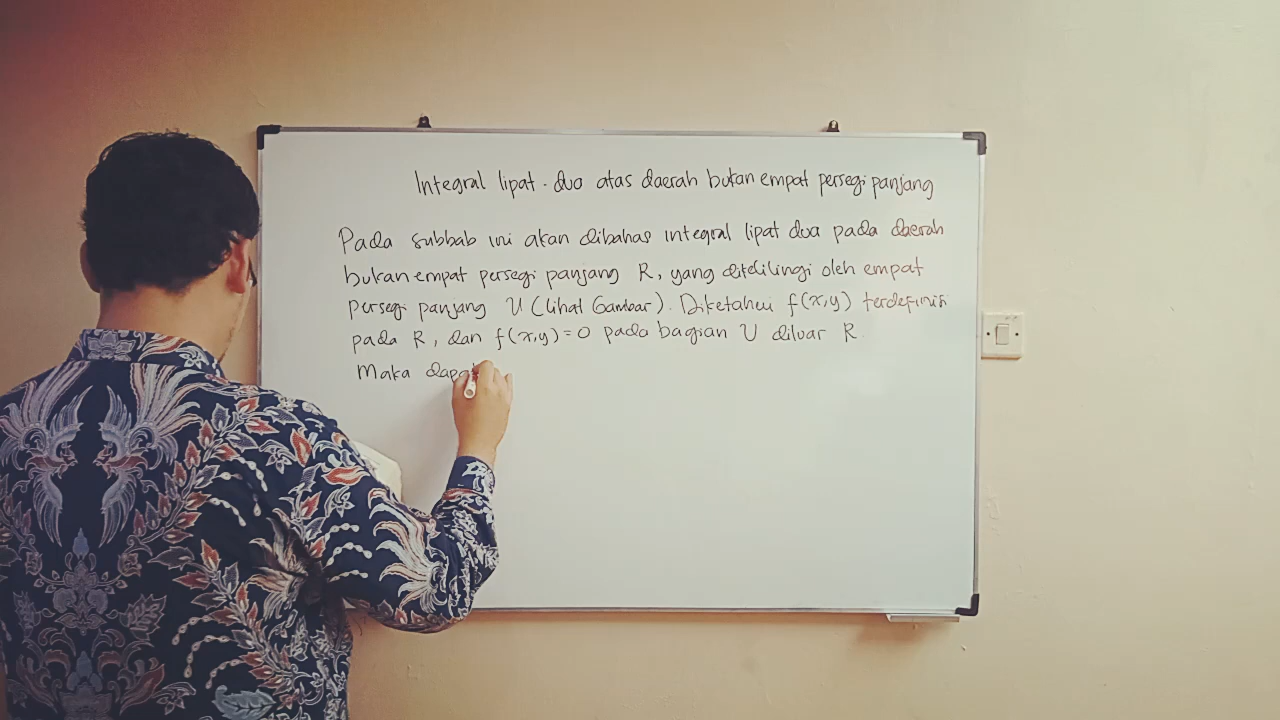 Integral lipat-dua atas daerah bukan empat persegi panjang
Pada subbab ini akan dibahas integral lipat dua pada daerah
bukan empat persegi panjang R, yang dikelilingi oleh empat
persegi panjang U (lihat Gambar). Diketahui f(x,y) terdefinisi
pada R, dan f(x,y)=0 pada bagian U diluar R.
Maka dapat